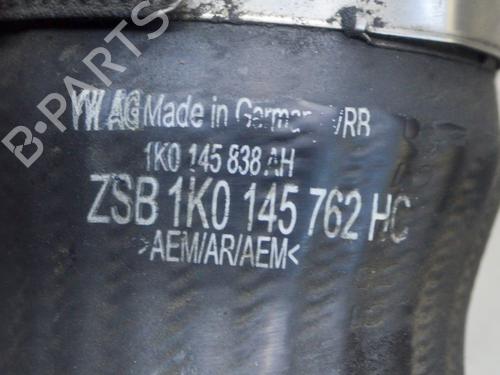 B-PARTS
VW AG Made in Germany/RB
1K0 145 838 AH
ZSB 1K0 145 762 HC
>AEM/AR/AEM<